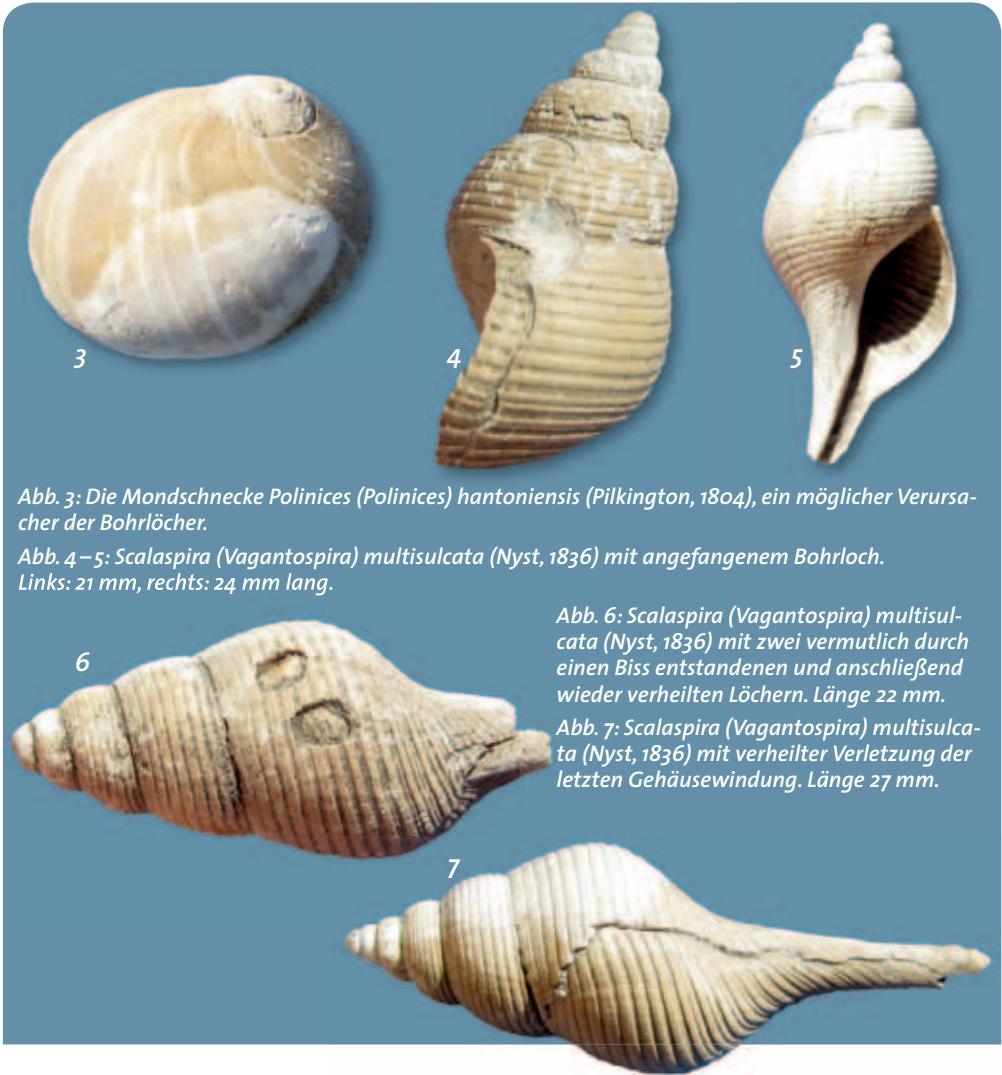 3
4
5
Abb. 3: Die Mondschnecke Polinices (Polinices) hantoniensis (Pilkington, 1804), ein möglicher Verursa-
cher der Bohrlöcher.
Abb. 4–5: Scalaspira (Vagantospira) multisulcata (Nyst, 1836) mit angefangenem Bohrloch.
Links: 21 mm, rechts: 24 mm lang.
6
Abb. 6: Scalaspira (Vagantospira) multisul-
cata (Nyst, 1836) mit zwei vermutlich durch
einen Biss entstandenen und anschließend
wieder verheilten Löchern. Länge 22 mm.
Abb. 7: Scalaspira (Vagantospira) multisulca-
ta (Nyst, 1836) mit verheilter Verletzung der
letzten Gehäusewindung. Länge 27 mm.
7